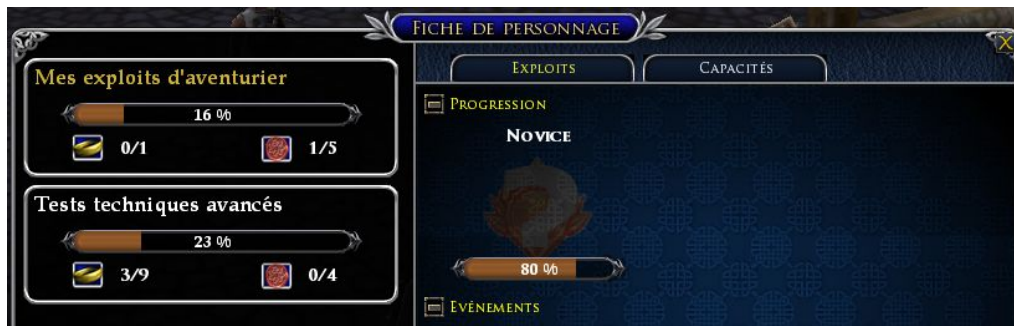 FICHE DE PERSONNAGE
Mes exploits d'aventurier
16 %
0/1 1/5
Tests techniques avancés
23 %
3/9 0/4
EXPLOITS CAPACITÉS
PROGRESSION
NOVICE
80 %
EVÉNEMENTS